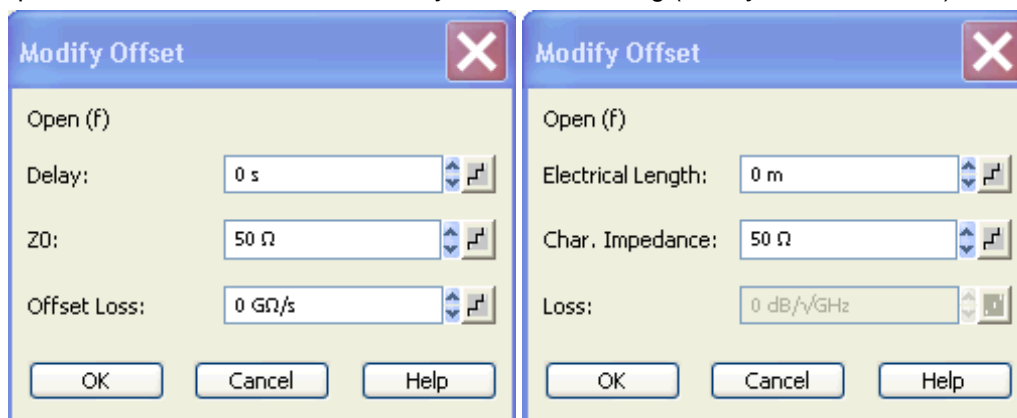 Modify Offset
Open (f)
Delay: 0 s
Z0: 50 Ω
Offset Loss: 0 GΩ/s
OK Cancel Help
Modify Offset
Open (f)
Electrical Length: 0 m
Char. Impedance: 50 Ω
Loss: 0 dB/√GHz
OK Cancel Help